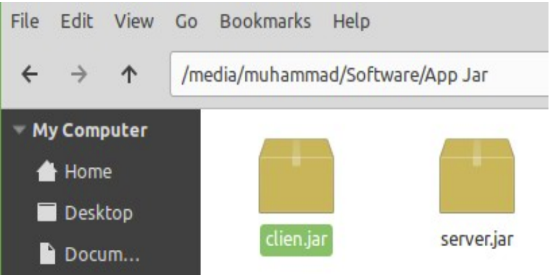 File Edit View Go Bookmarks Help
/media/muhammad/Software/App Jar
My Computer
Home
Desktop
Docum...
clien.jar
server.jar